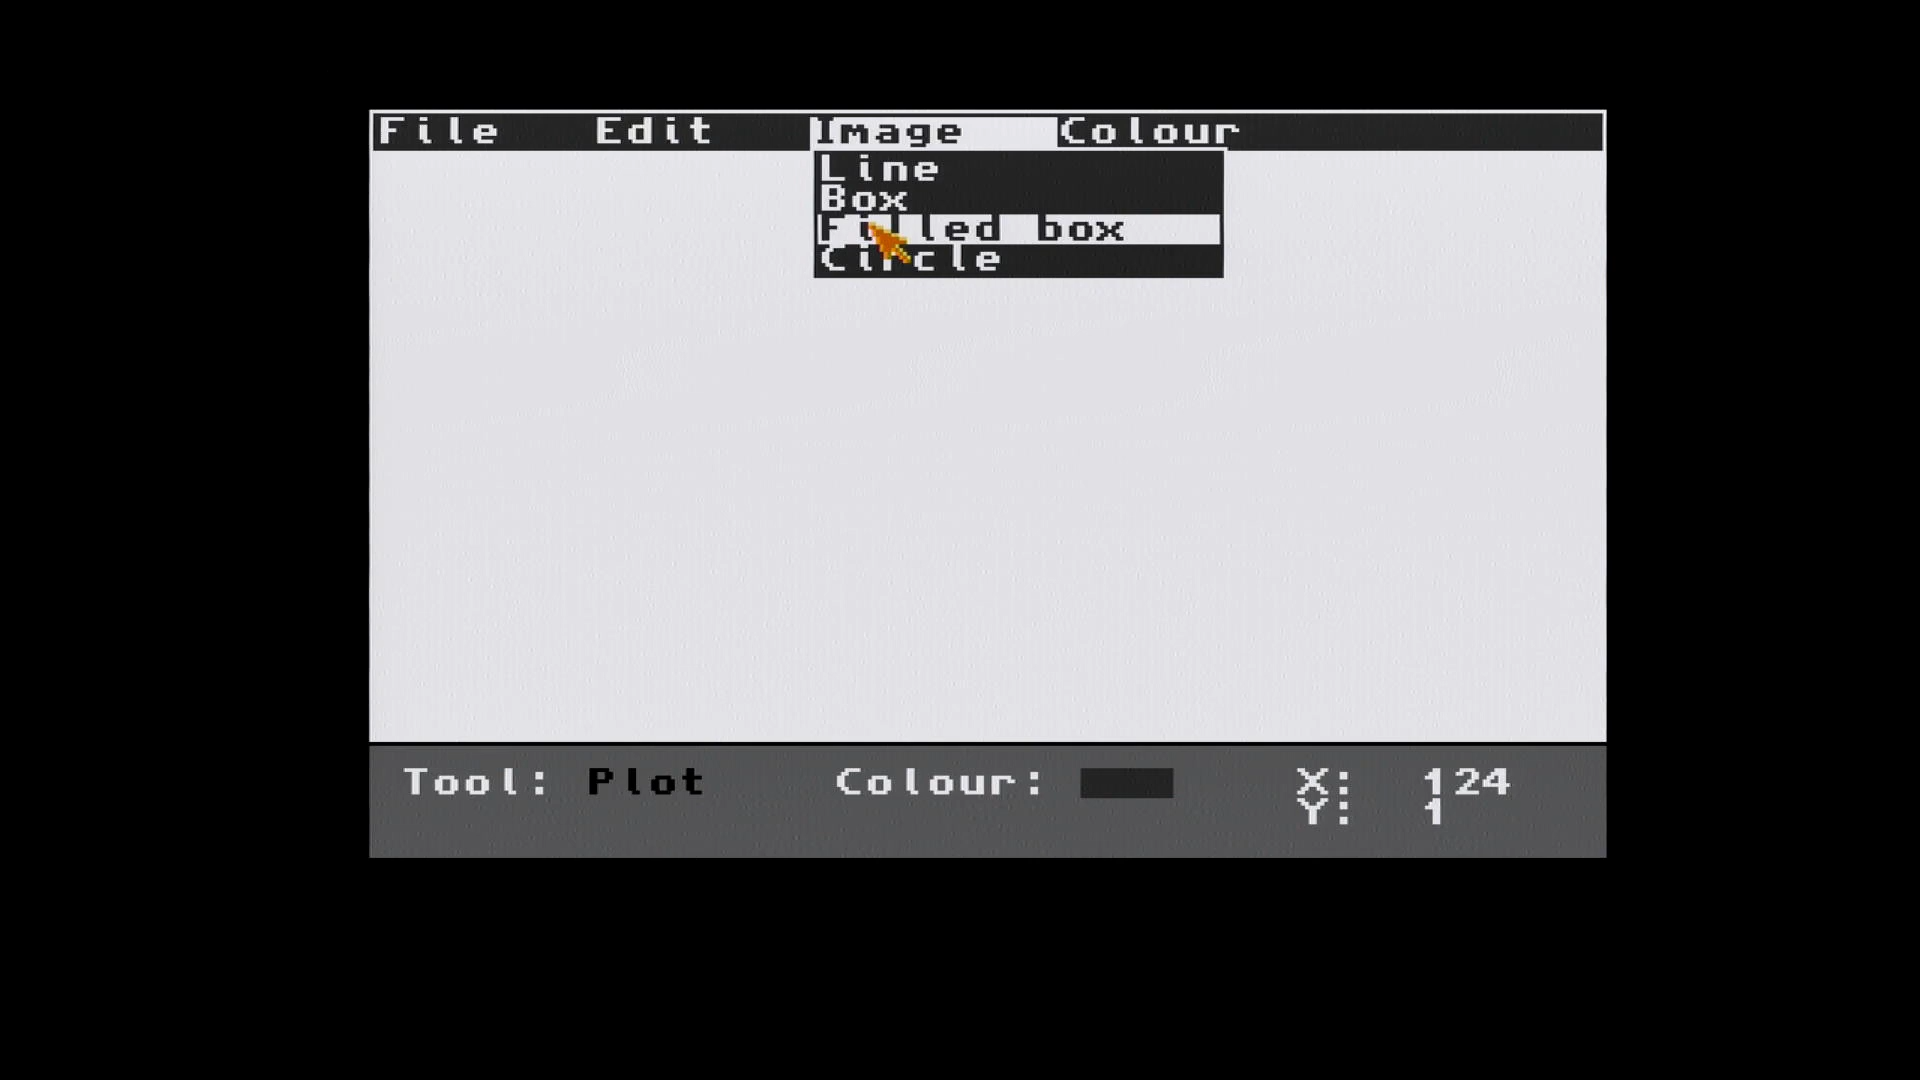 File Edit Image Colour
Line
Box
Filled box
Circle
Tool: Plot Colour: X: 124
Y: 1